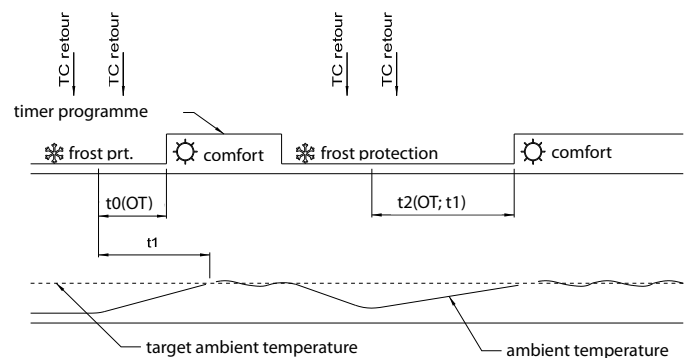 TC retour
TC retour
TC retour
TC retour
timer programme
frost prt.
comfort
frost protection
comfort
t0(OT)
t2(OT; t1)
t1
target ambient temperature
ambient temperature